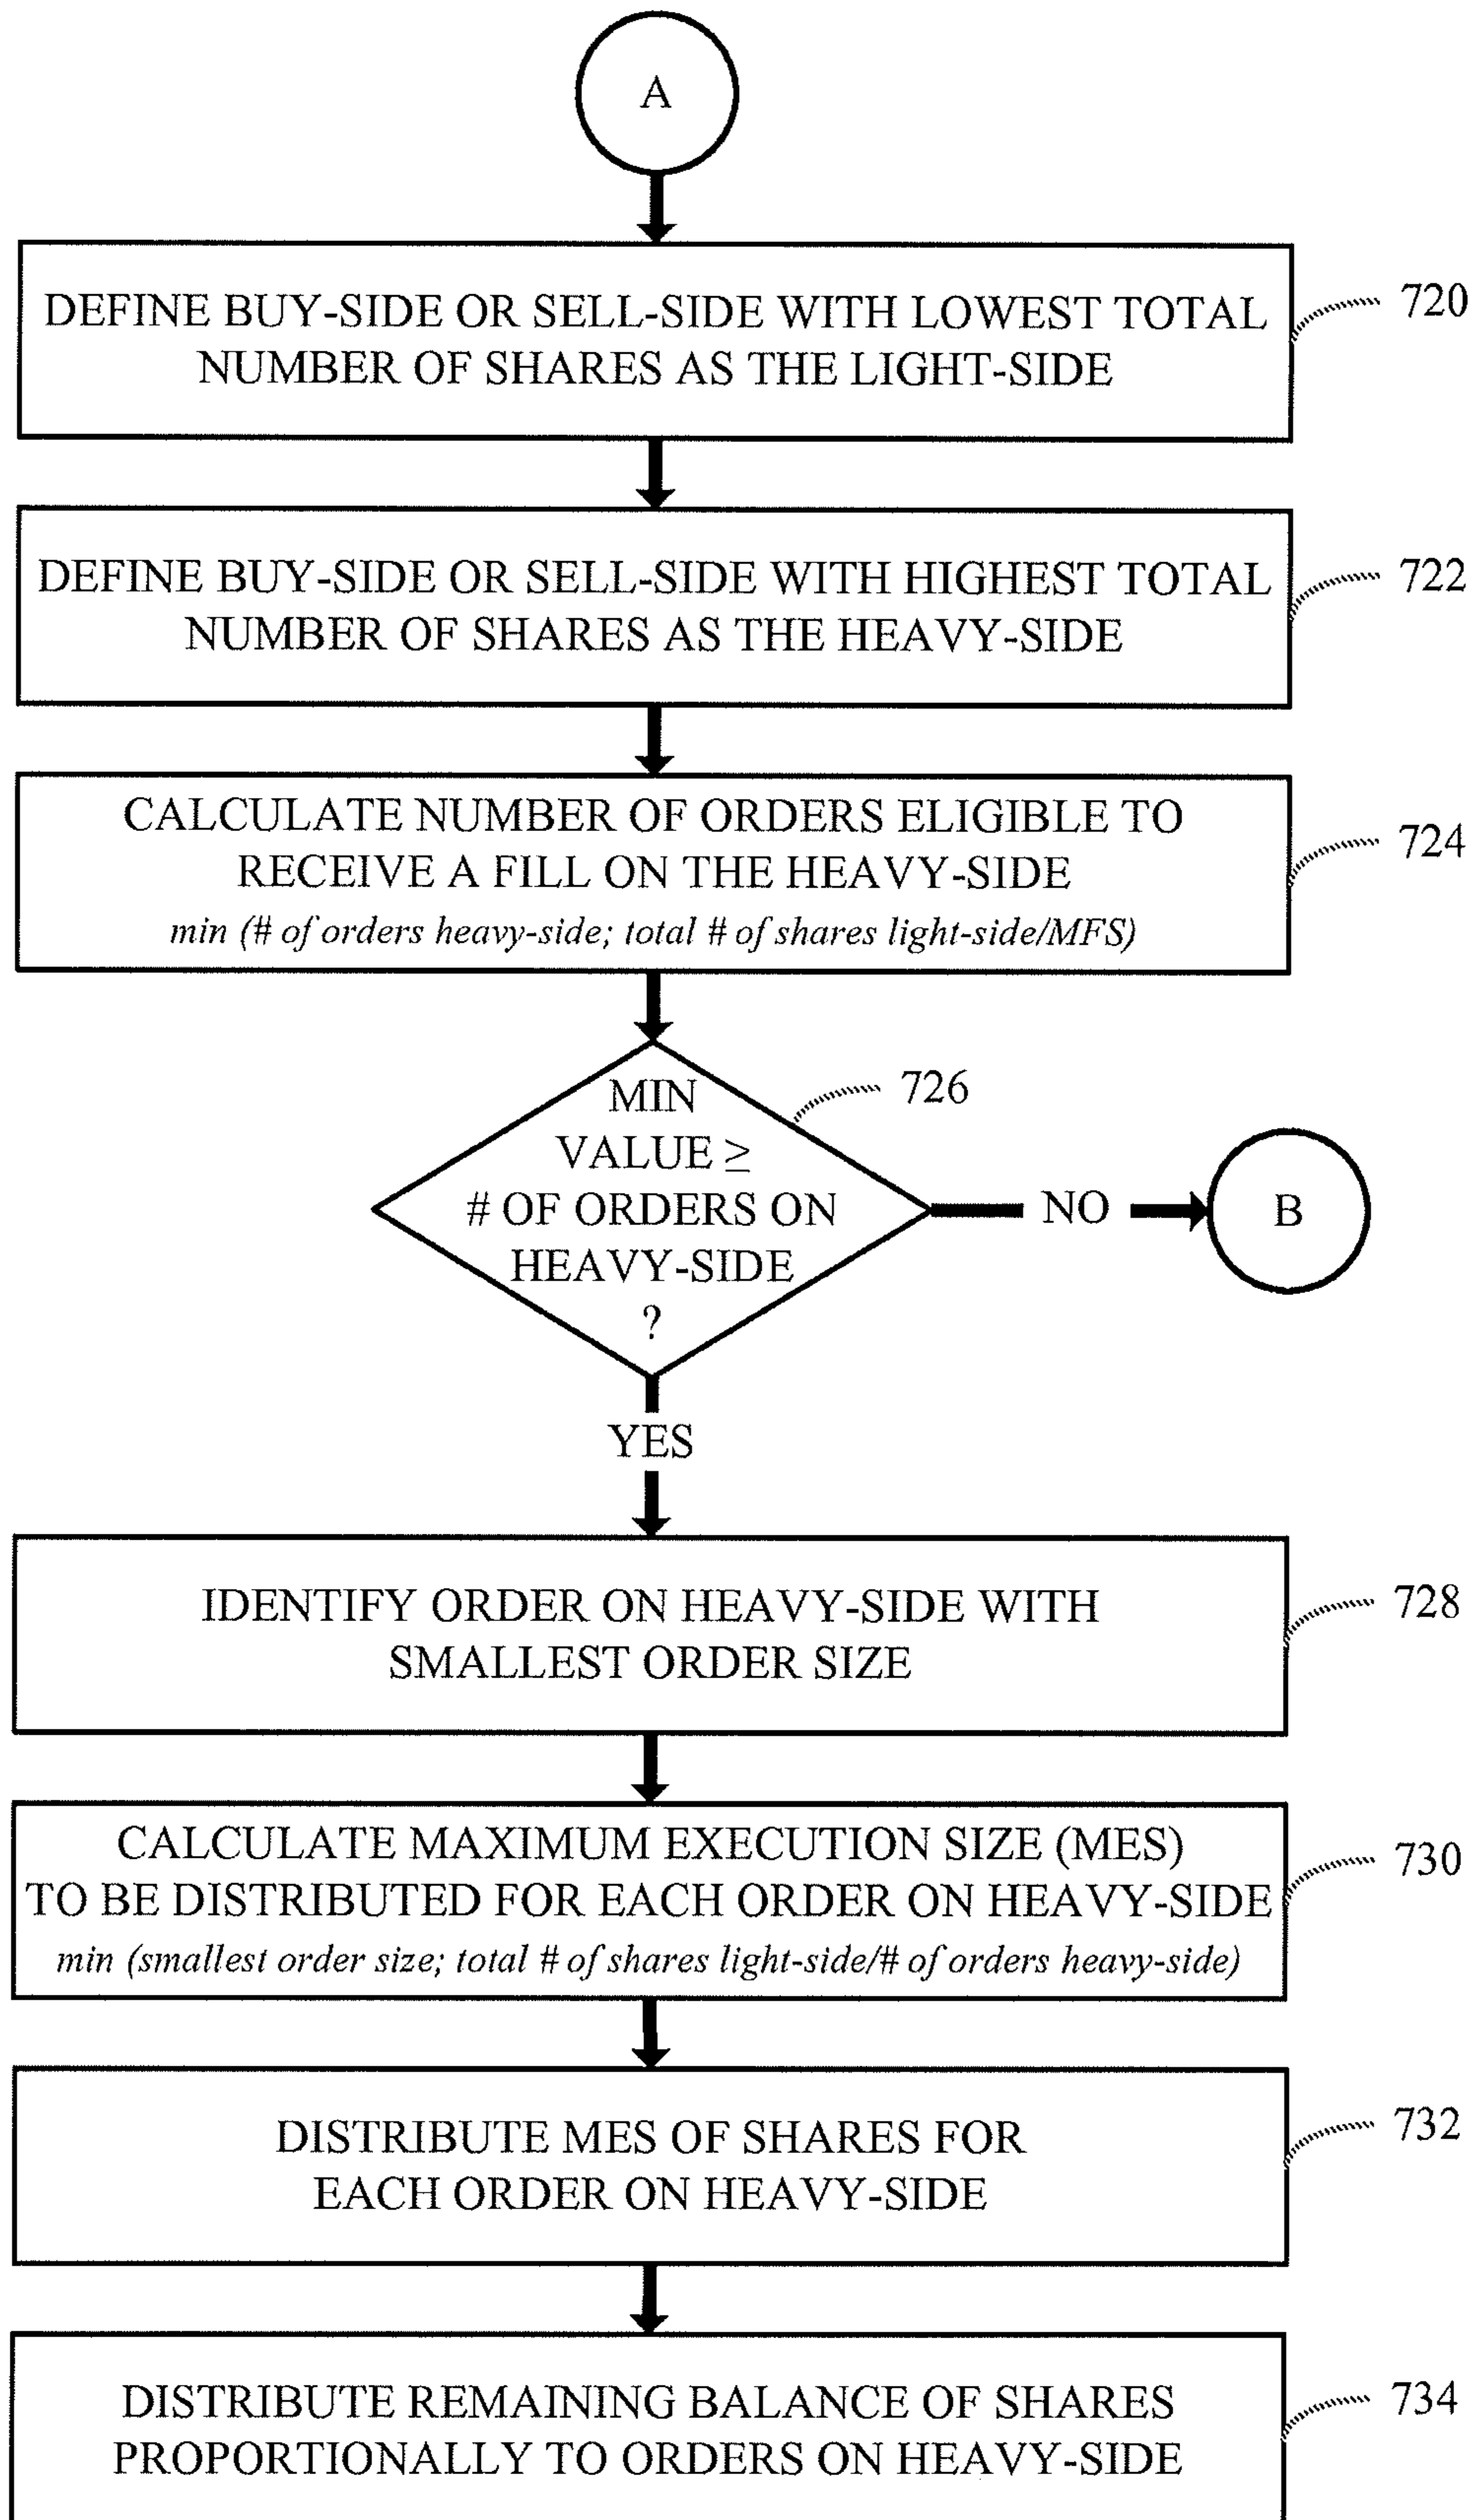 A
DEFINE BUY-SIDE OR SELL-SIDE WITH LOWEST TOTAL
NUMBER OF SHARES AS THE LIGHT-SIDE
720
DEFINE BUY-SIDE OR SELL-SIDE WITH HIGHEST TOTAL
NUMBER OF SHARES AS THE HEAVY-SIDE
722
CALCULATE NUMBER OF ORDERS ELIGIBLE TO
RECEIVE A FILL ON THE HEAVY-SIDE
min (# of orders heavy-side; total # of shares light-side/MFS)
724
MIN
VALUE ≥
# OF ORDERS ON
HEAVY-SIDE
?
726
NO
B
YES
IDENTIFY ORDER ON HEAVY-SIDE WITH
SMALLEST ORDER SIZE
728
CALCULATE MAXIMUM EXECUTION SIZE (MES)
TO BE DISTRIBUTED FOR EACH ORDER ON HEAVY-SIDE
min (smallest order size; total # of shares light-side/# of orders heavy-side)
730
DISTRIBUTE MES OF SHARES FOR
EACH ORDER ON HEAVY-SIDE
732
DISTRIBUTE REMAINING BALANCE OF SHARES
PROPORTIONALLY TO ORDERS ON HEAVY-SIDE
734